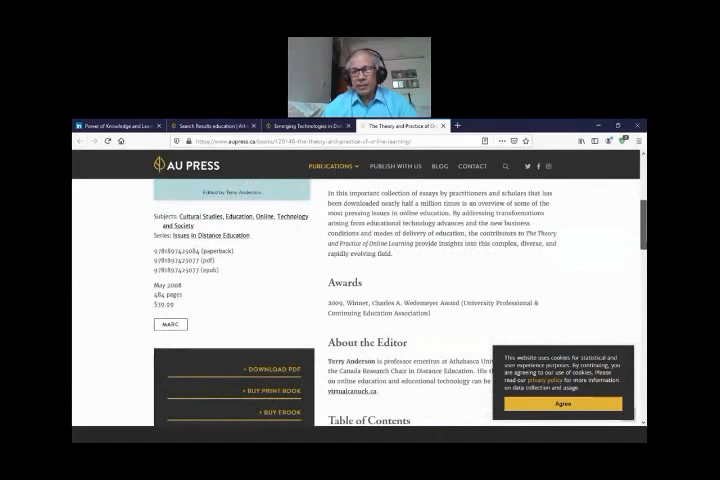 Power of Knowledge and Lea
Search Results education | Ath
Emerging Technologies in Dist
The Theory and Practice of On
https://www.aupress.ca/books/120146-the-theory-and-practice-of-online-learning/
AU PRESS
PUBLICATIONS
PUBLISH WITH US
BLOG
CONTACT
Edited by Terry Anderson
Subjects: Cultural Studies, Education, Online, Technology
and Society
Series: Issues in Distance Education
9781897425084 (paperback)
9781897425077 (pdf)
9781897425077 (epub)
May 2008
484 pages
$39.99
MARC
+ DOWNLOAD PDF
+ BUY PRINT BOOK
+ BUY EBOOK
In this important collection of essays by practitioners and scholars that has
been downloaded nearly half a million times is an overview of some of the
most pressing issues in online education. By addressing transformations
arising from educational technology advances and the new business
conditions and modes of delivery of education, the contributors to The Theory
and Practice of Online Learning provide insights into this complex, diverse, and
rapidly evolving field.
Awards
2009, Winner, Charles A. Wedemeyer Award (University Professional &
Continuing Education Association)
About the Editor
Terry Anderson is professor emeritus at Athabasca Uni
the Canada Research Chair in Distance Education. His
on online education and educational technology can be
virtualcanuck.ca.
Table of Contents
This website uses cookies for statistical and
user experience purposes. By continuing, you
are agreeing to our use of cookies. Please
read our privacy policy for more information
on data collection and usage.
Agree